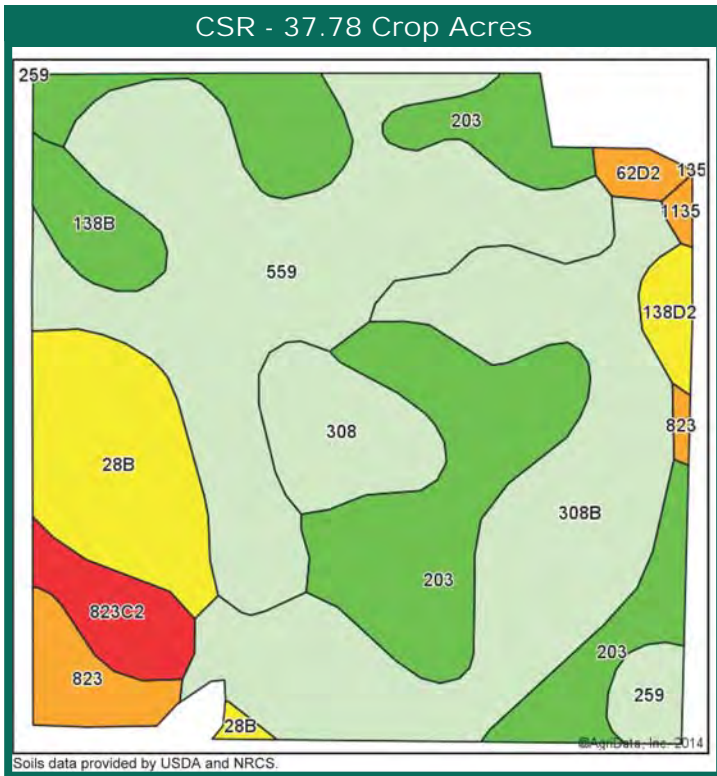 CSR - 37.78 Crop Acres
259
203
62D2
135
1135
138B
559
138D2
308
823
28B
308B
203
823C2
203
823
259
28B
©AgriData, Inc. 2014
Soils data provided by USDA and NRCS.